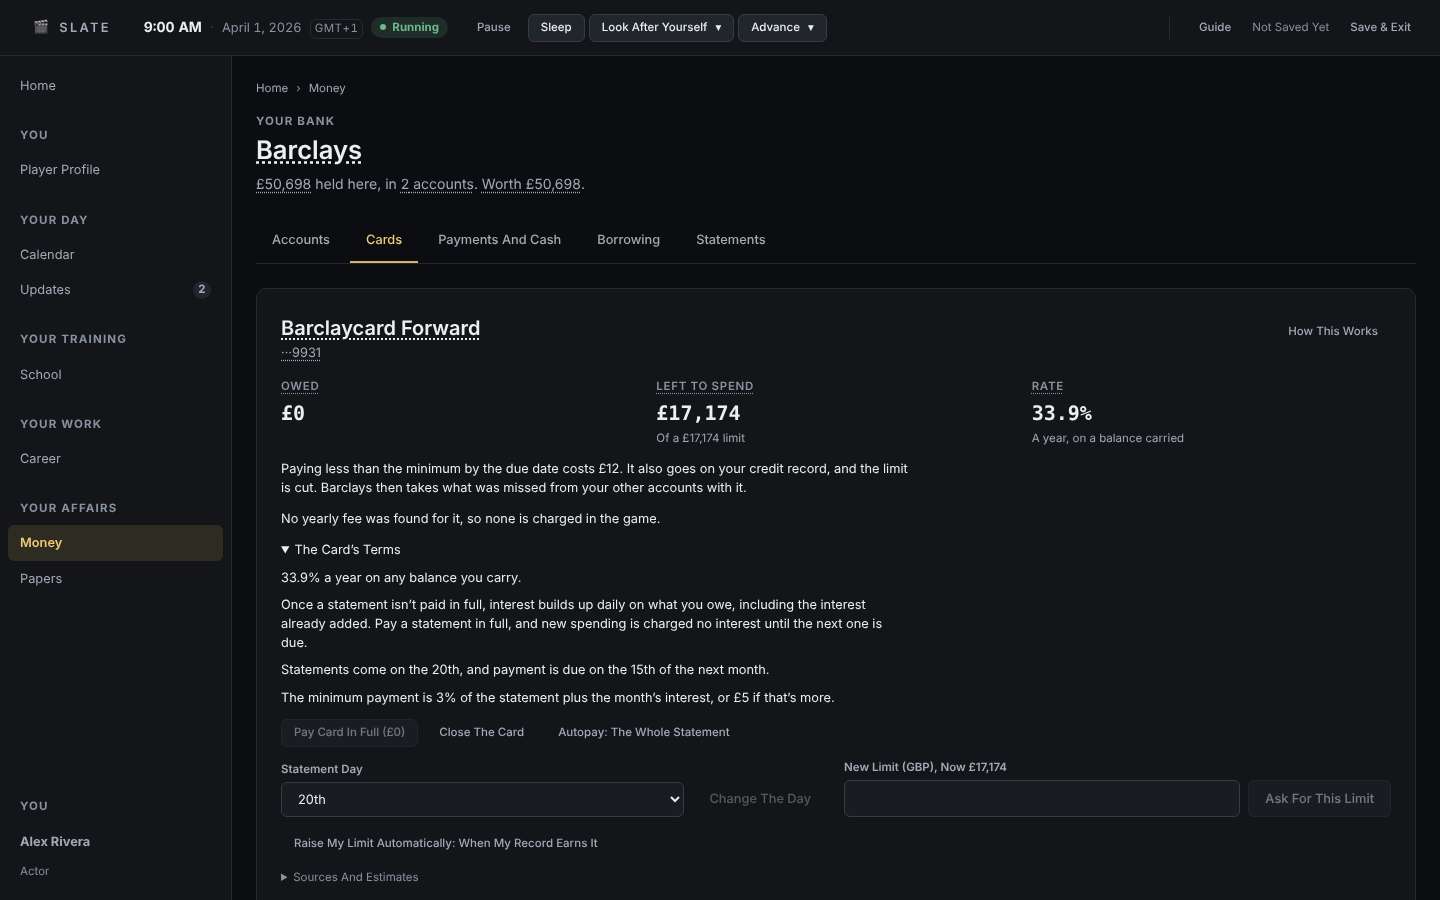 SLATE
9:00 AM · April 1, 2026 GMT+1 Running
Pause
Sleep
Look After Yourself ▾
Advance ▾
Guide
Not Saved Yet
Save & Exit
Home
YOU
Player Profile
YOUR DAY
Calendar
Updates 2
YOUR TRAINING
School
YOUR WORK
Career
YOUR AFFAIRS
Money
Papers
YOU
Alex Rivera
Actor
Home › Money
YOUR BANK
Barclays
£50,698 held here, in 2 accounts. Worth £50,698.
Accounts
Cards
Payments And Cash
Borrowing
Statements
Barclaycard Forward
How This Works
···9931
OWED
£0
LEFT TO SPEND
£17,174
Of a £17,174 limit
RATE
33.9%
A year, on a balance carried
Paying less than the minimum by the due date costs £12. It also goes on your credit record, and the limit
is cut. Barclays then takes what was missed from your other accounts with it.
No yearly fee was found for it, so none is charged in the game.
▼ The Card’s Terms
33.9% a year on any balance you carry.
Once a statement isn’t paid in full, interest builds up daily on what you owe, including the interest
already added. Pay a statement in full, and new spending is charged no interest until the next one is
due.
Statements come on the 20th, and payment is due on the 15th of the next month.
The minimum payment is 3% of the statement plus the month’s interest, or £5 if that’s more.
Pay Card In Full (£0)
Close The Card
Autopay: The Whole Statement
Statement Day
20th
Change The Day
New Limit (GBP), Now £17,174
Ask For This Limit
Raise My Limit Automatically: When My Record Earns It
▶ Sources And Estimates